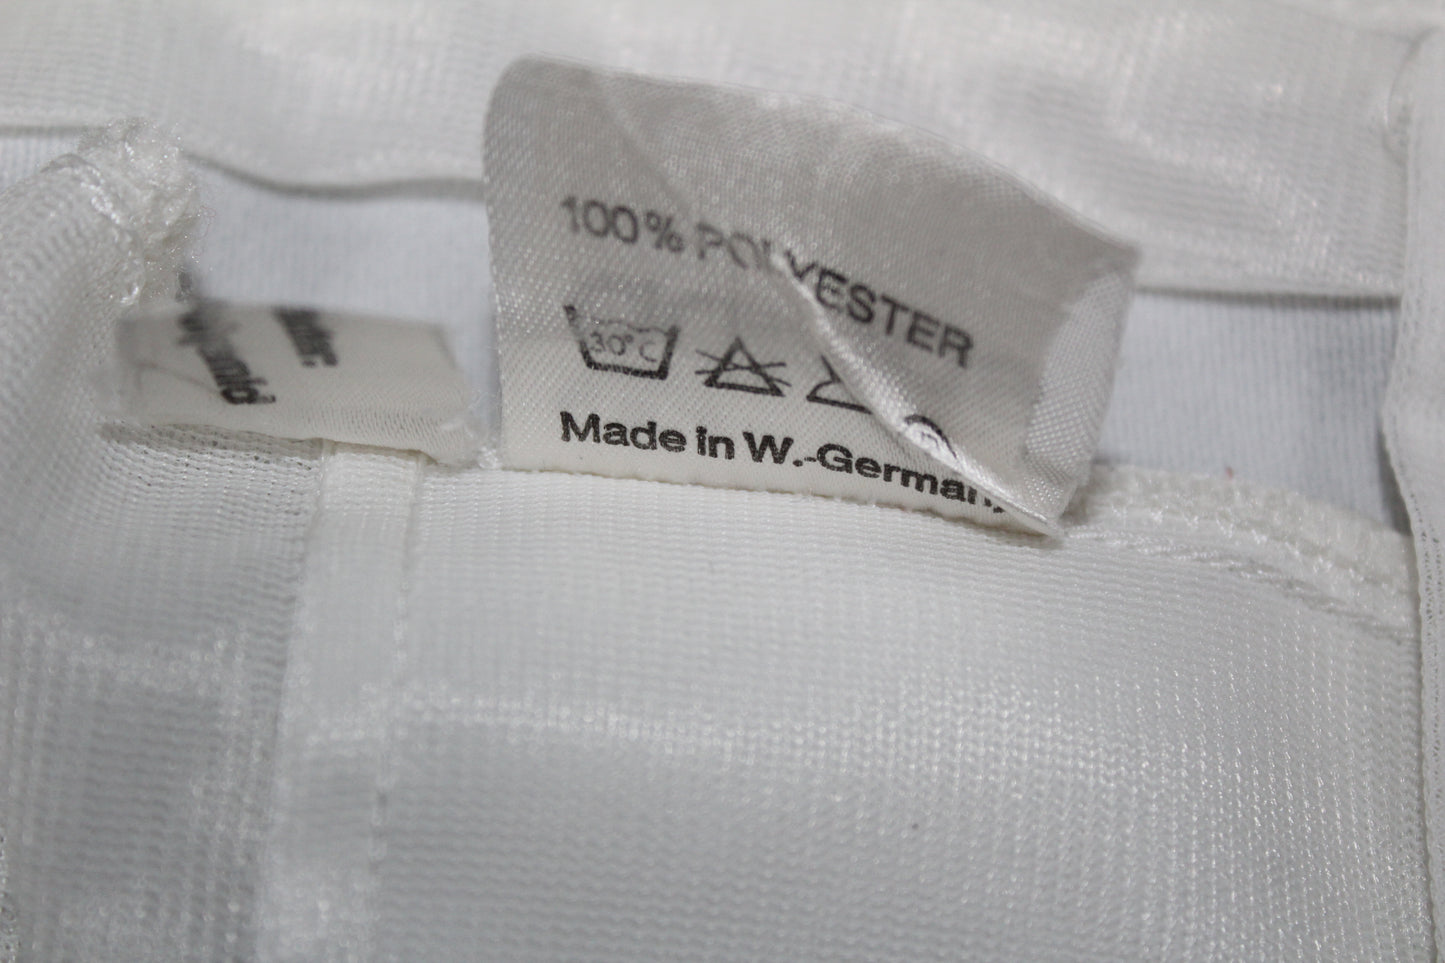 100% POLYESTER
30°C
Made in W.-Germany